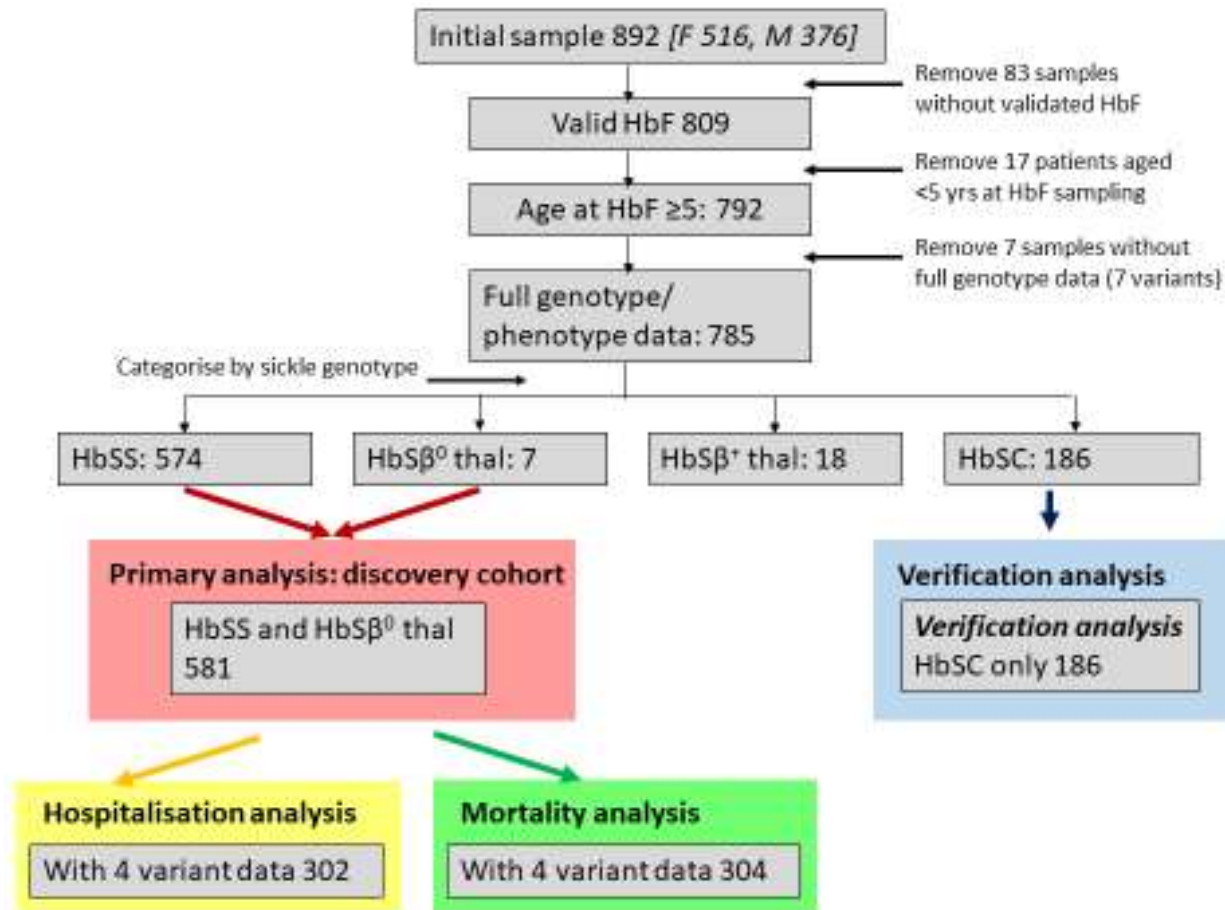 Initial sample 892 [F 516, M 376]
Remove 83 samples
without validated HbF
Valid HbF 809
Remove 17 patients aged
<5 yrs at HbF sampling
Age at HbF ≥5: 792
Remove 7 samples without
full genotype data (7 variants)
Full genotype/
phenotype data: 785
Categorise by sickle genotype
HbSS: 574
HbSβ⁰ thal: 7
HbSβ⁺ thal: 18
HbSC: 186
Primary analysis: discovery cohort
HbSS and HbSβ⁰ thal
581
Verification analysis
Verification analysis
HbSC only 186
Hospitalisation analysis
With 4 variant data 302
Mortality analysis
With 4 variant data 304